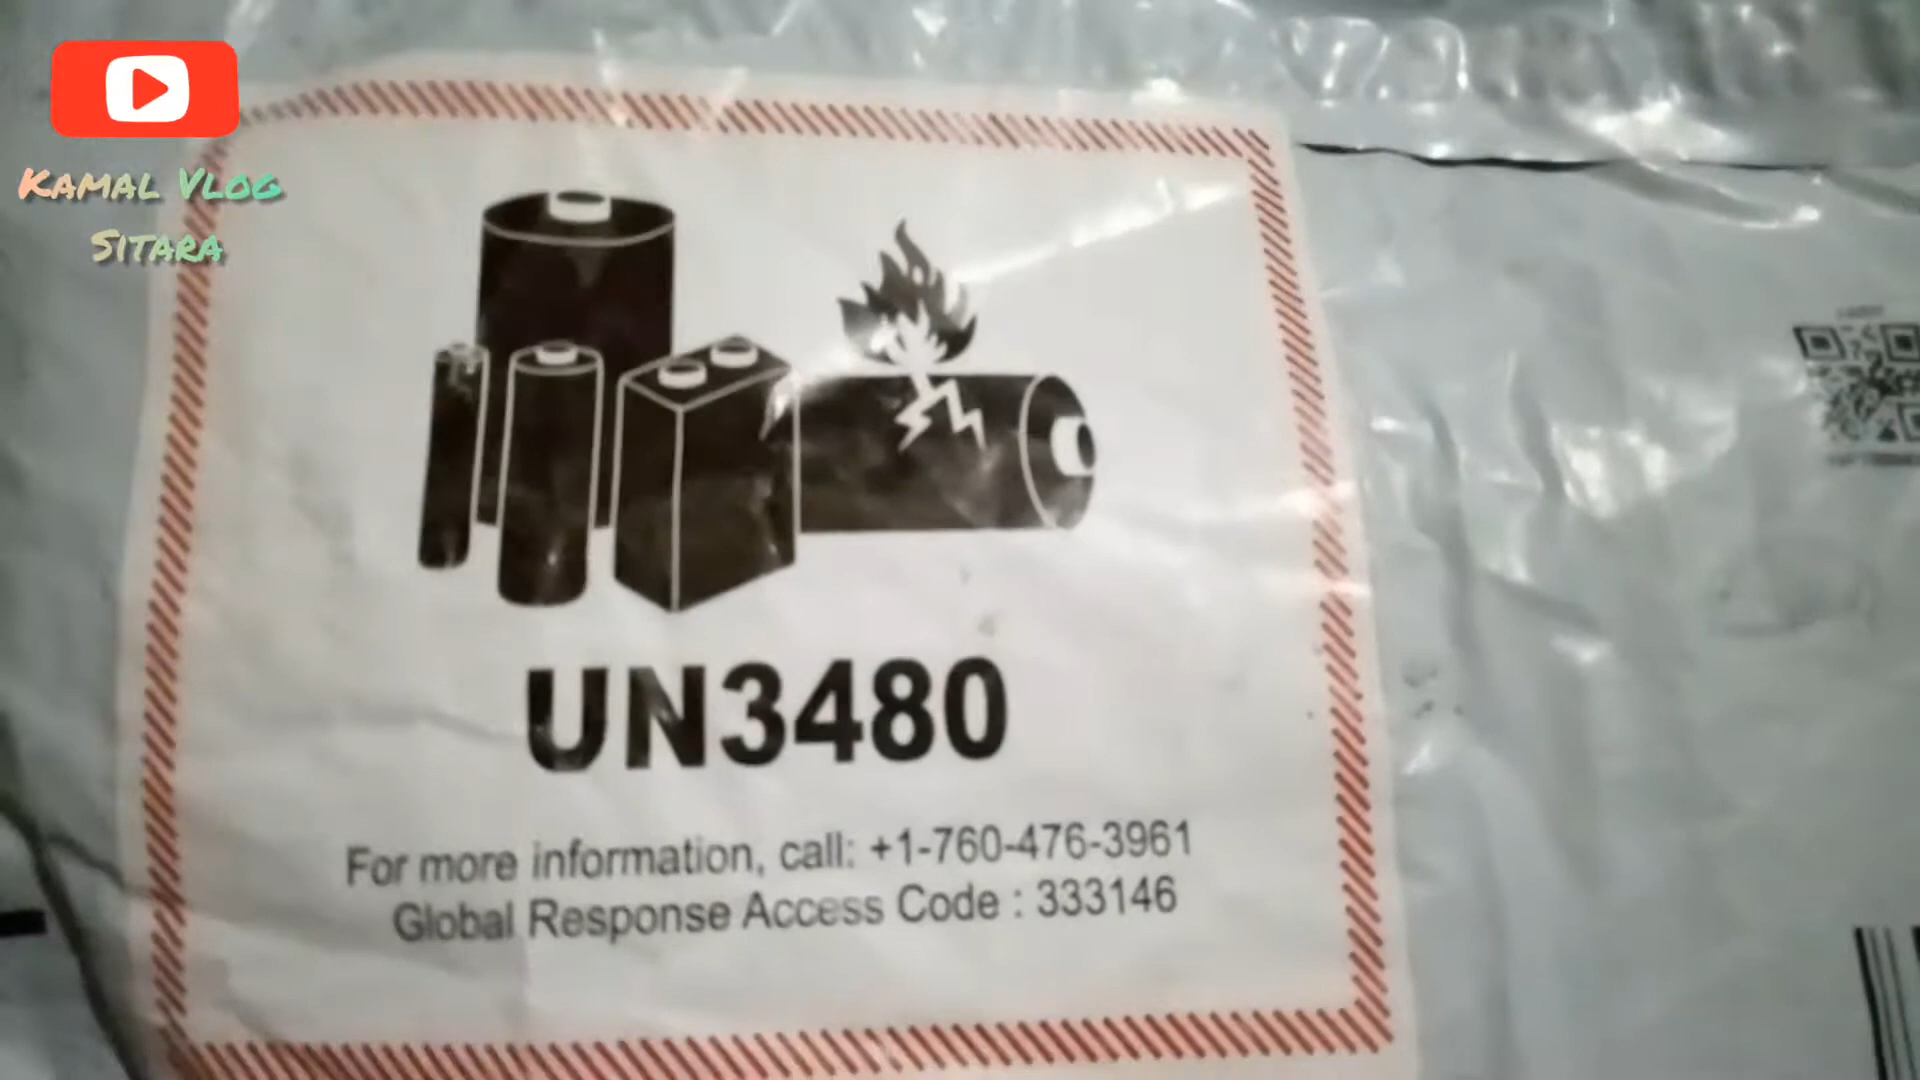 Kamal Vlog
Sitara
UN3480
For more information, call: +1-760-476-3961
Global Response Access Code : 333146